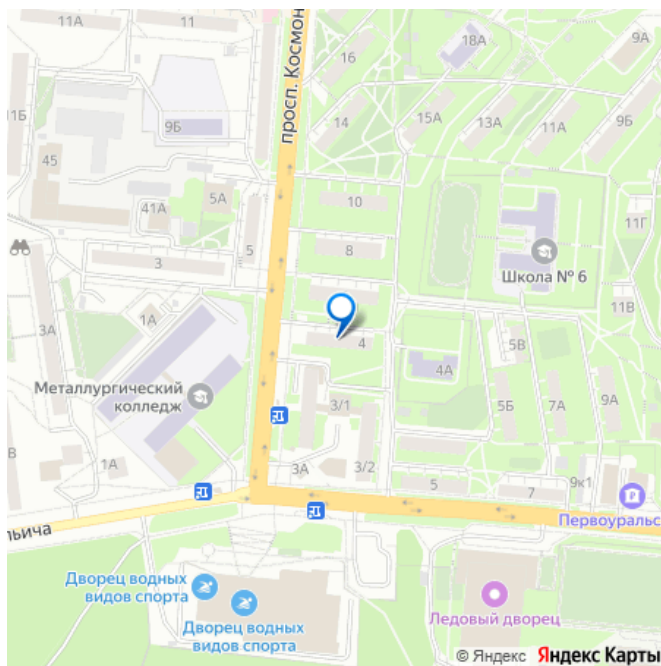 11А
11А
просп. Космон
16
18А
9А
11Б
9Б
14
15А
13А
11А
9Б
45
41А
5А
10
11Г
5
8
3
Школа № 6
11В
1А
3А
4
5В
4А
Металлургический
колледж
3/1
5Б
7А
9А
В
1А
3А
3/2
5
7
9к1
Первоуральс
льича
Дворец водных
видов спорта
Дворец водных
видов спорта
Ледовый дворец
© Яндекс Яндекс Карты